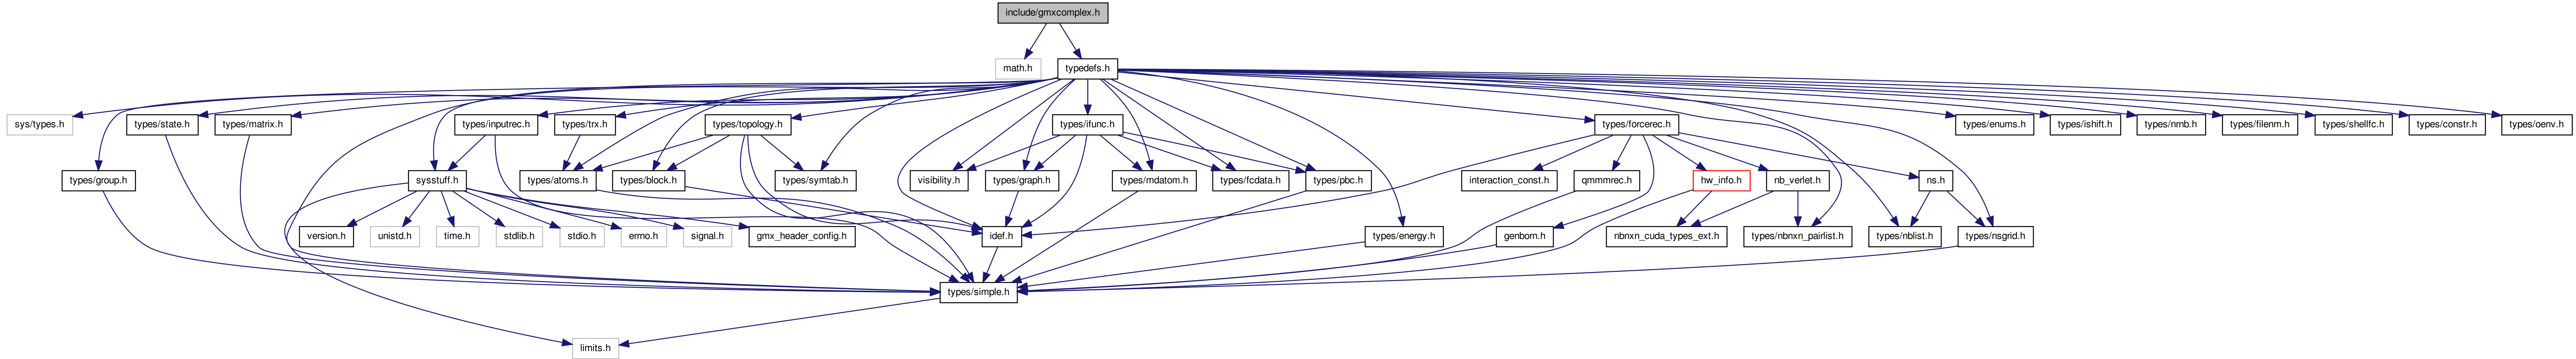 include/gmxcomplex.h
math.h
typedefs.h
sys/types.h
types/state.h
types/matrix.h
types/inputrec.h
types/trx.h
types/topology.h
types/ifunc.h
types/forcerec.h
types/enums.h
types/ishift.h
types/nrnb.h
types/filenm.h
types/shellfc.h
types/constr.h
types/oenv.h
types/group.h
sysstuff.h
types/atoms.h
types/block.h
types/symtab.h
visibility.h
types/graph.h
types/mdatom.h
types/fcdata.h
types/pbc.h
interaction_const.h
qmmmrec.h
hw_info.h
nb_verlet.h
ns.h
version.h
unistd.h
time.h
stdlib.h
stdio.h
errno.h
signal.h
gmx_header_config.h
idef.h
types/energy.h
genborn.h
nbnxn_cuda_types_ext.h
types/nbnxn_pairlist.h
types/nblist.h
types/nsgrid.h
types/simple.h
limits.h